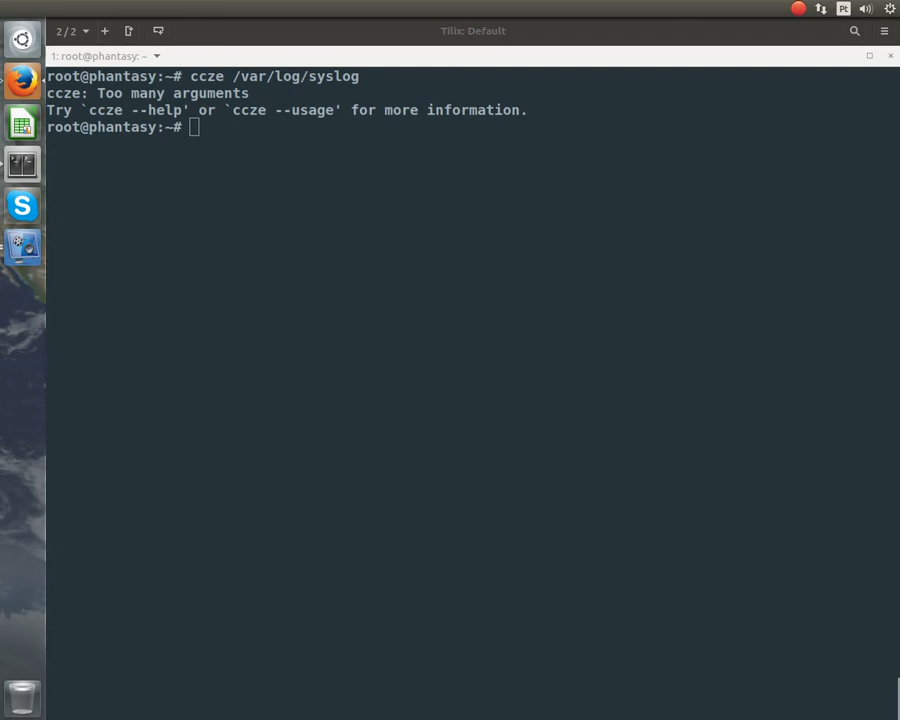 Pt
2/2
Tilix: Default
1: root@phantasy: ~
root@phantasy:~# ccze /var/log/syslog
ccze: Too many arguments
Try `ccze --help' or `ccze --usage' for more information.
root@phantasy:~#
S